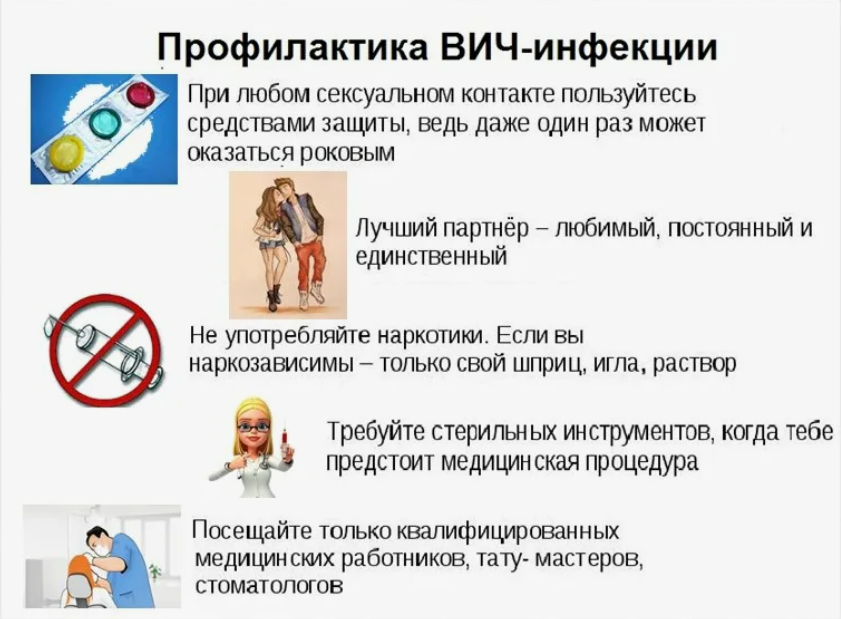 Профилактика ВИЧ-инфекции
При любом сексуальном контакте пользуйтесь
средствами защиты, ведь даже один раз может
оказаться роковым
Лучший партнёр – любимый, постоянный и
единственный
Не употребляйте наркотики. Если вы
наркозависимы – только свой шприц, игла, раствор
Требуйте стерильных инструментов, когда тебе
предстоит медицинская процедура
Посещайте только квалифицированных
медицинских работников, тату- мастеров,
стоматологов